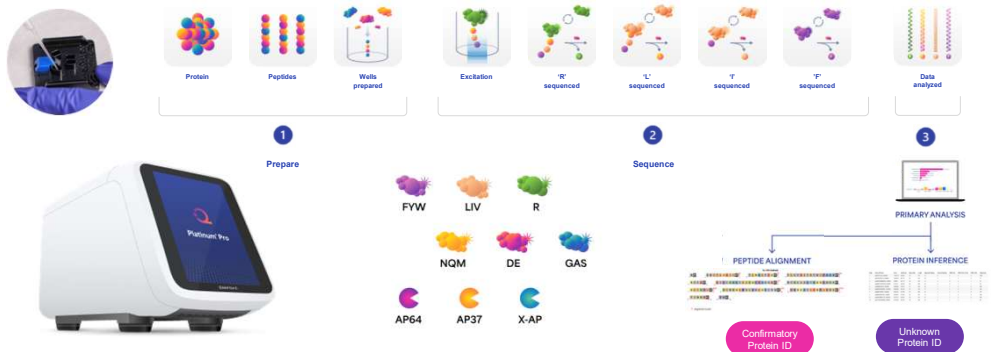 Protein
Peptides
Wells
prepared
Excitation
'R'
sequenced
'L'
sequenced
'I'
sequenced
'F'
sequenced
Data
analyzed
1
2
3
Prepare
Sequence
Platinum® Pro
FYW
LIV
R
NQM
DE
GAS
AP64
AP37
X-AP
PRIMARY ANALYSIS
PEPTIDE ALIGNMENT
PROTEIN INFERENCE
Confirmatory
Protein ID
Unknown
Protein ID